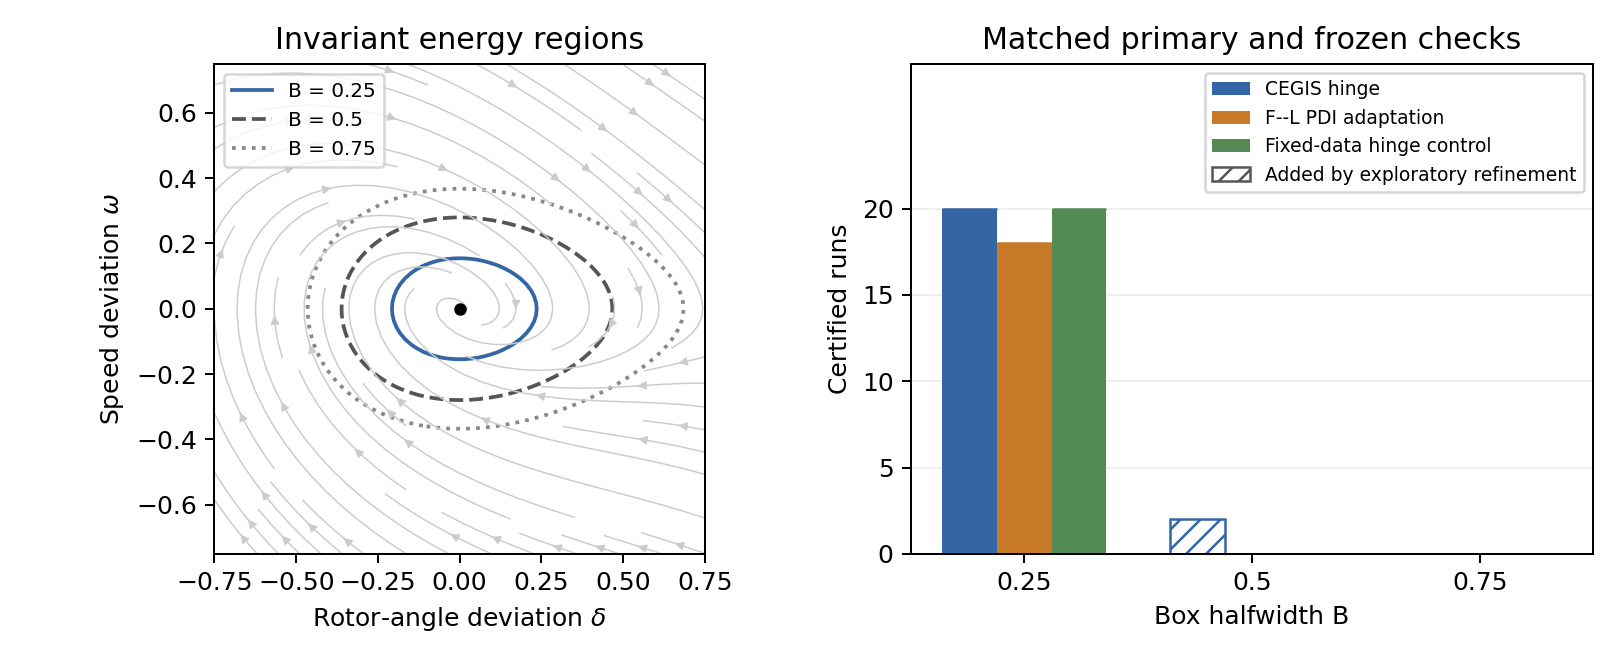 Invariant energy regions
B = 0.25
B = 0.5
B = 0.75
Speed deviation ω
0.6
0.4
0.2
0.0
−0.2
−0.4
−0.6
−0.75 −0.50 −0.25 0.00 0.25 0.50 0.75
Rotor-angle deviation δ
Matched primary and frozen checks
CEGIS hinge
F--L PDI adaptation
Fixed-data hinge control
Added by exploratory refinement
Certified runs
20
15
10
5
0
0.25 0.5 0.75
Box halfwidth B